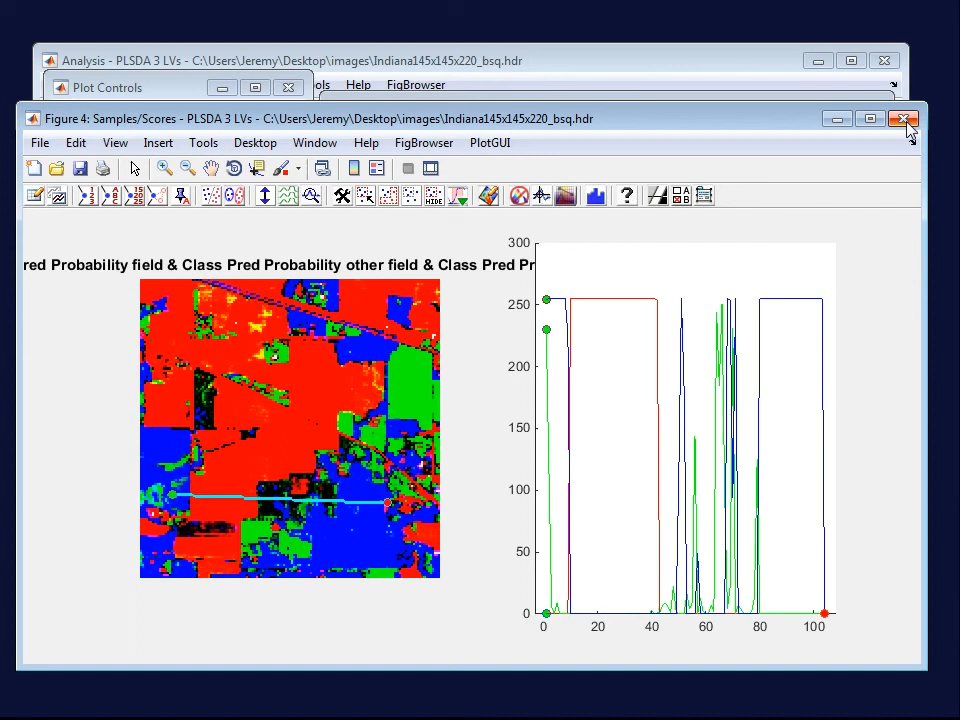 Analysis - PLSDA 3 LVs - C:\Users\Jeremy\Desktop\images\Indiana145x145x220_bsq.hdr
Plot Controls
ols Help FigBrowser
Figure 4: Samples/Scores - PLSDA 3 LVs - C:\Users\Jeremy\Desktop\images\Indiana145x145x220_bsq.hdr
File Edit View Insert Tools Desktop Window Help FigBrowser PlotGUI
HIDE
?
red Probability field & Class Pred Probability other field & Class Pred Pr
300
250
200
150
100
50
0
0 20 40 60 80 100